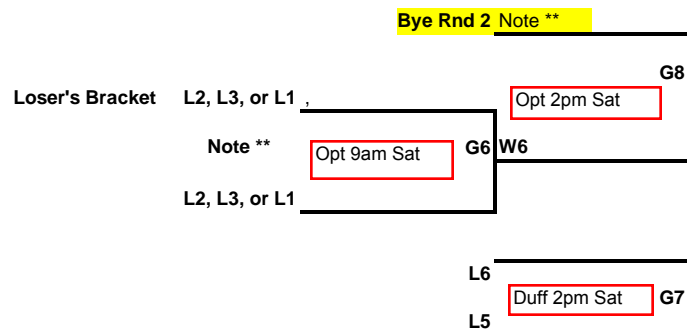 Bye Rnd 2 Note **
G8
Loser's Bracket L2, L3, or L1 ,
Opt 2pm Sat
Note **
Opt 9am Sat
G6 W6
L2, L3, or L1
L6
Duff 2pm Sat G7
L5